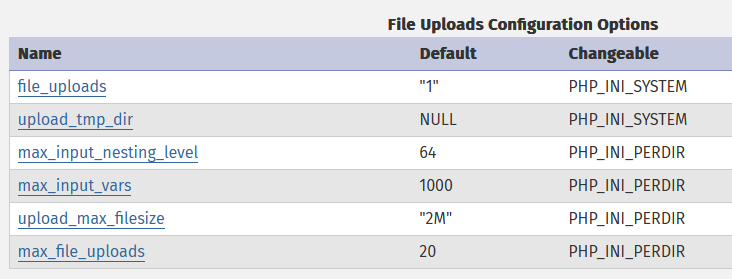 File Uploads Configuration Options
Name Default Changeable
file_uploads "1" PHP_INI_SYSTEM
upload_tmp_dir NULL PHP_INI_SYSTEM
max_input_nesting_level 64 PHP_INI_PERDIR
max_input_vars 1000 PHP_INI_PERDIR
upload_max_filesize "2M" PHP_INI_PERDIR
max_file_uploads 20 PHP_INI_PERDIR